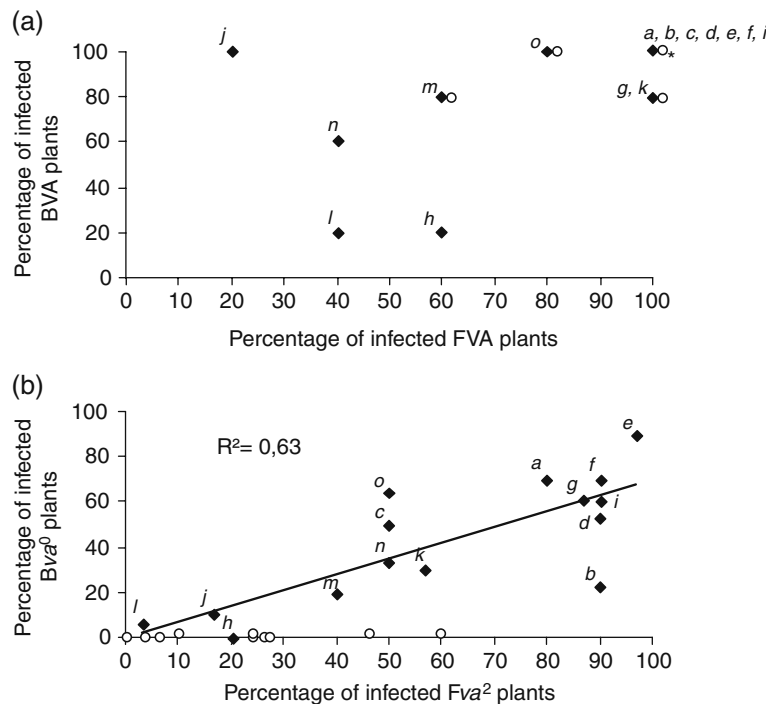 (a)
Percentage of infected
BVA plants
100
80
60
40
20
0
j
n
l
m
h
o
a, b, c, d, e, f, i
*
g, k
0 10 20 30 40 50 60 70 80 90 100
Percentage of infected FVA plants
(b)
Percentage of infected
Bva⁰ plants
100
80
60
40
20
0
R²= 0,63
e
a
f
o
g
i
c
d
n
k
b
m
l
j
h
0 10 20 30 40 50 60 70 80 90 100
Percentage of infected Fva² plants